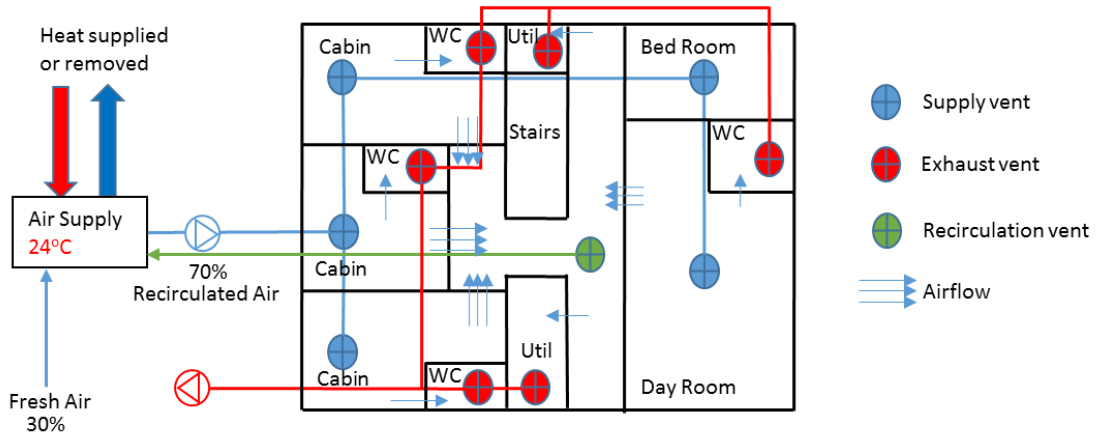 Heat supplied
or removed
Air Supply
24°C
Fresh Air
30%
70%
Recirculated Air
Cabin
WC
Util
Bed Room
Stairs
WC
WC
Cabin
Cabin
WC
Util
Day Room
Supply vent
Exhaust vent
Recirculation vent
Airflow